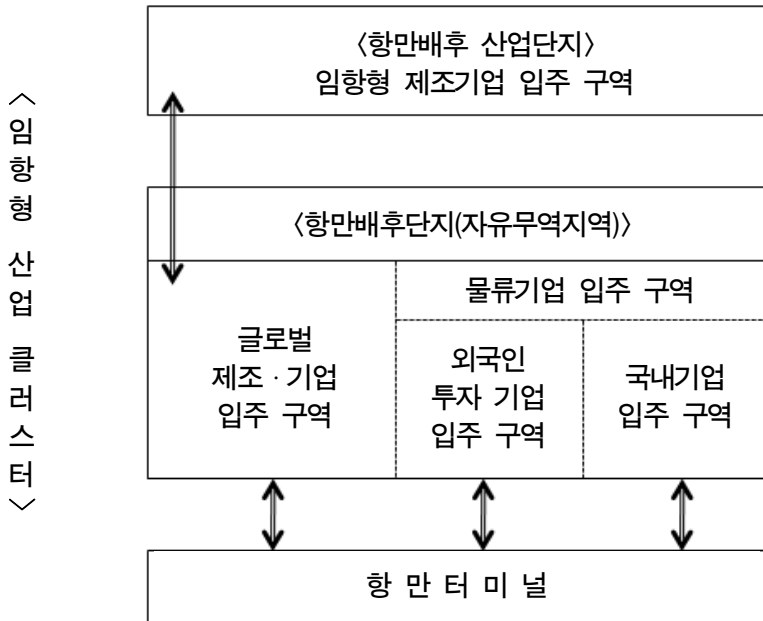 〈임항형 산업 클러스터〉
〈항만배후 산업단지〉
임항형 제조기업 입주 구역
〈항만배후단지(자유무역지역)〉
글로벌
제조 · 기업
입주 구역
물류기업 입주 구역
외국인
투자 기업
입주 구역
국내기업
입주 구역
항 만 터 미 널